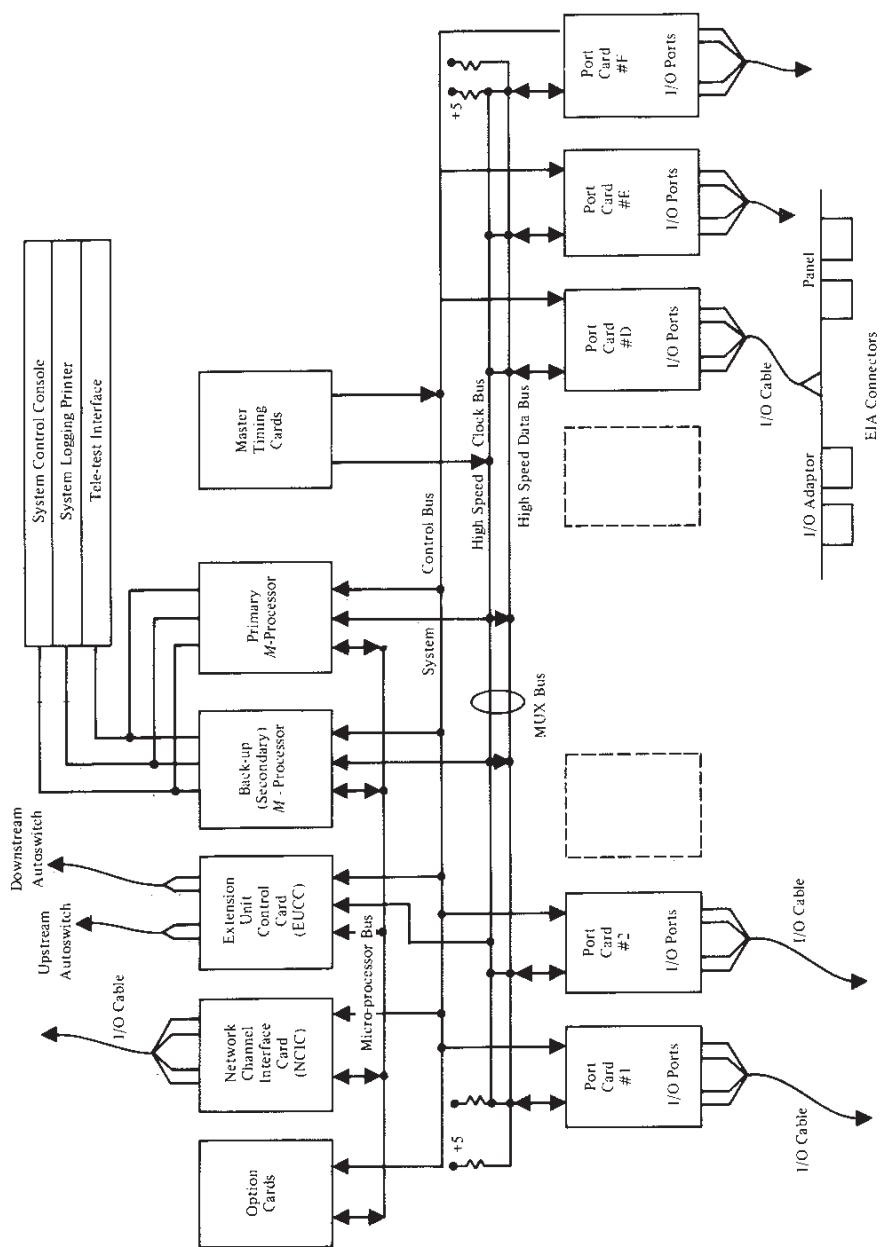 System Control Console
System Logging Printer
Tele-test Interface
Downstream
Autoswitch
Upstream
Autoswitch
I/O Cable
Option
Cards
Network
Channel
Interface
Card
(NCIC)
Extension
Unit
Control
Card
(EUCC)
Back-up
(Secondary)
M - Processor
Primary
M-Processor
Master
Timing
Cards
Micro-processor Bus
System
Control Bus
+5
+5
High Speed
Clock Bus
High Speed Data Bus
MUX Bus
Port
Card
#1
I/O Ports
Port
Card
#2
I/O Ports
Port
Card
#D
I/O Ports
Port
Card
#E
I/O Ports
Port
Card
#F
I/O Ports
I/O Cable
I/O Cable
I/O Cable
I/O Adaptor
Panel
EIA Connectors